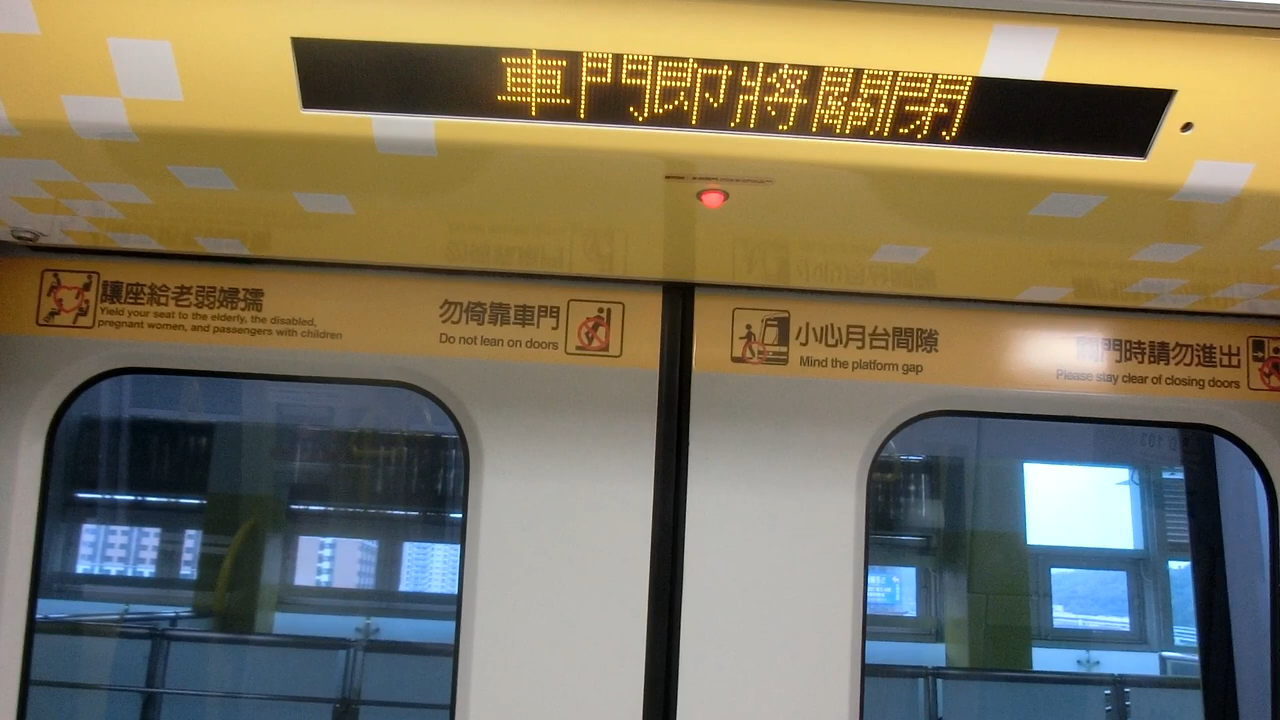 車門即將關閉
讓座給老弱婦孺
Yield your seat to the elderly, the disabled,
pregnant women, and passengers with children
勿倚靠車門
Do not lean on doors
小心月台間隙
Mind the platform gap
關門時請勿進出
Please stay clear of closing doors